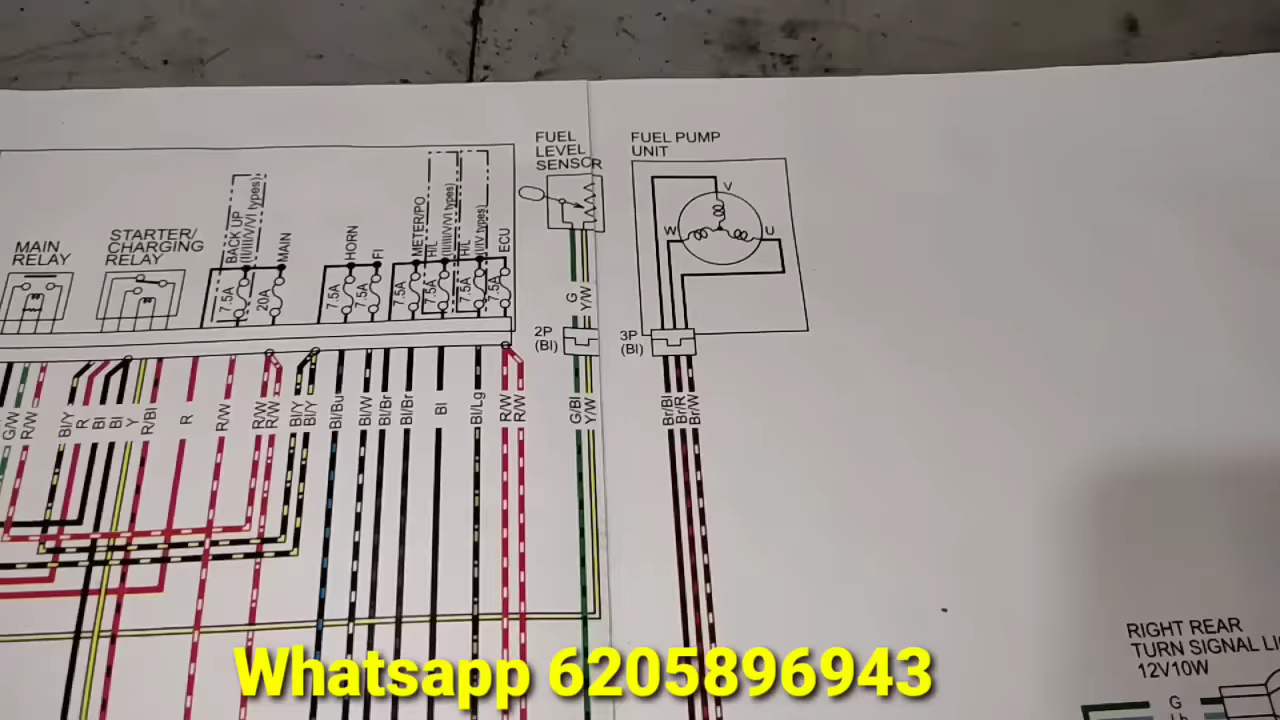 FUEL
LEVEL
SENSOR
FUEL PUMP
UNIT
V
W
U
MAIN
RELAY
STARTER/
CHARGING
RELAY
BACK UP
(II/III/V/VI types)
7.5A
MAIN
20A
HORN
7.5A
FI
7.5A
METER/PO
7.5A
H/L
(II/III/V/VI types)
7.5A
H/L
(I/IV types)
7.5A
ECU
7.5A
G
Y/W
2P
(Bl)
3P
(Bl)
G/W
R/W
Bl/Y
R
Bl
Bl
Y
R/Bl
R
R/W
R/W
R/W
Bl/Y
Bl/Y
Bl/Bu
Bl/W
Bl/Br
Bl/Br
Bl
Bl/Lg
R/W
R/W
G/Bl
Y/W
Br/Bl
Br/R
Br/W
RIGHT REAR
TURN SIGNAL LI
12V10W
G
Whatsapp 6205896943